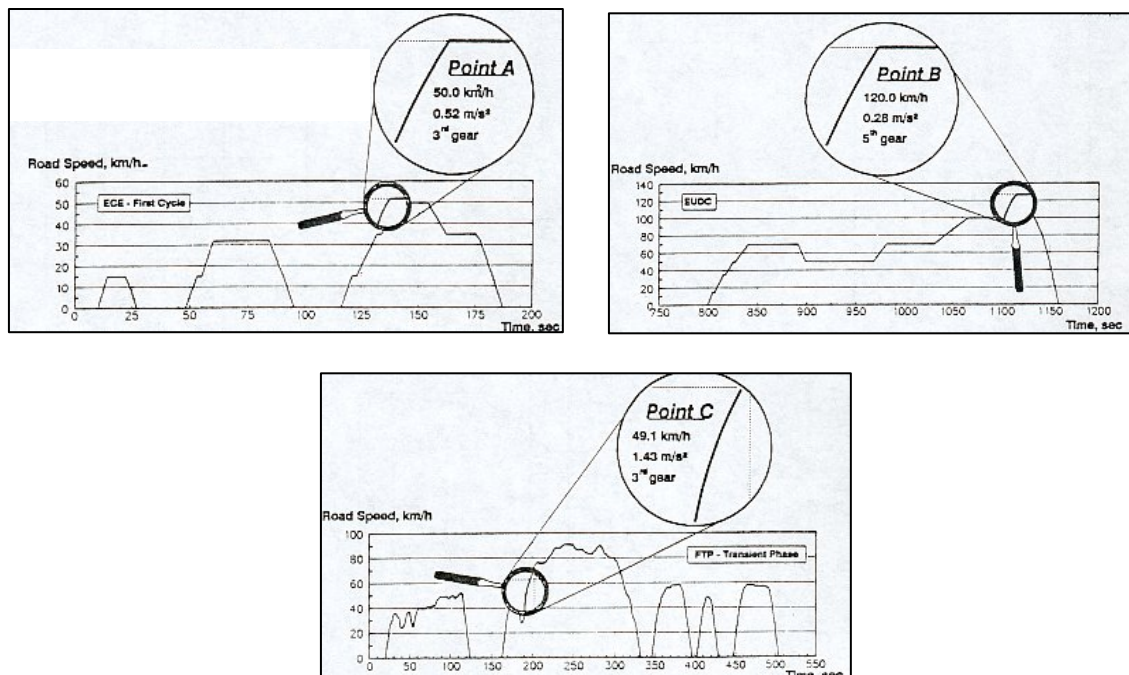 Point A
50.0 km²/h
0.52 m/s²
3rd gear
Road Speed, km/h
60
50
40
30
20
10
0
ECE - First Cycle
0 25 50 75 100 125 150 175 200
Time, sec
Point B
120.0 km/h
0.28 m/s²
5th gear
Road Speed, km/h
140
120
100
80
60
40
20
0
EUDC
750 800 850 900 950 1000 1050 1100 1150 1200
Time, sec
Point C
49.1 km/h
1.43 m/s²
3rd gear
Road Speed, km/h
100
80
60
40
20
0
FTP - Transient Phase
0 50 100 150 200 250 300 350 400 450 500 550
Time, sec